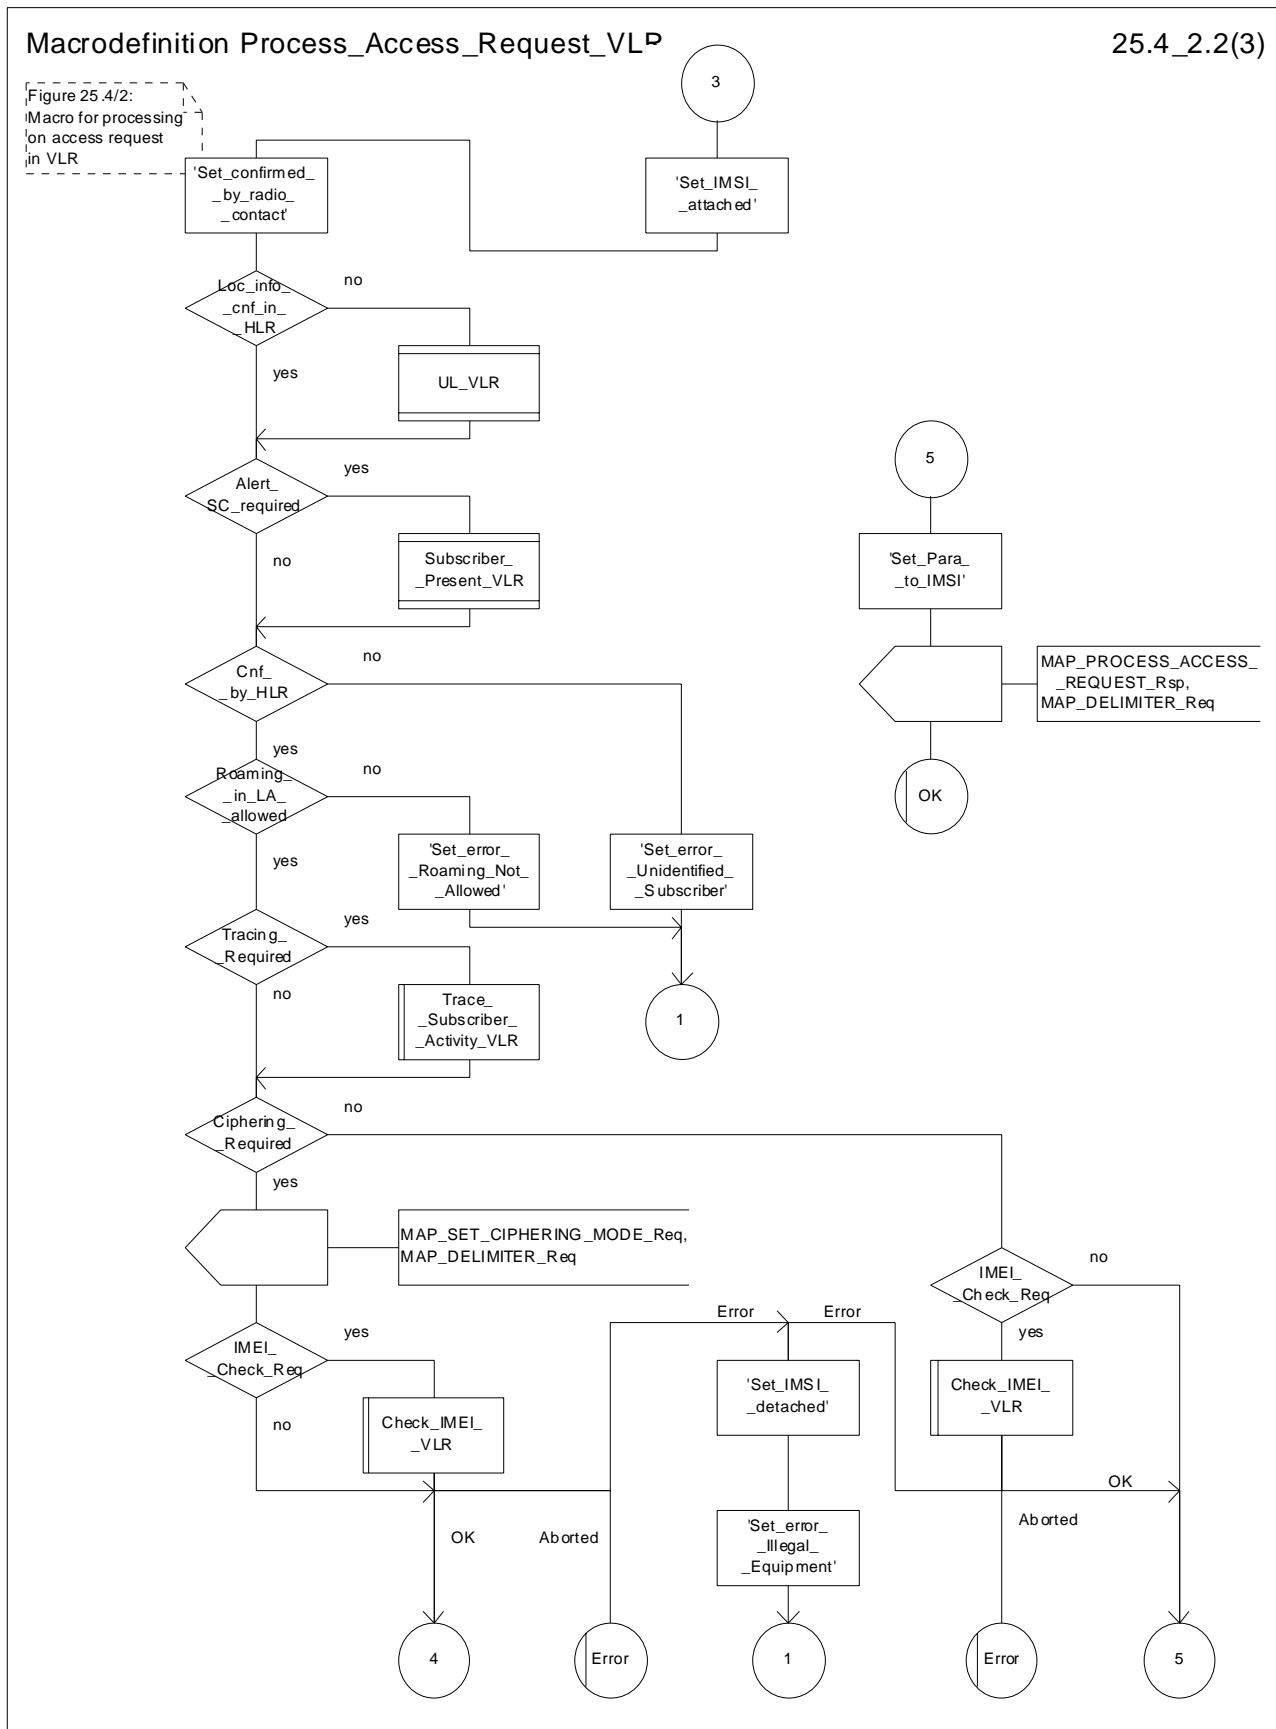 Macrodefinition Process_Access_Request_VLR
25.4_2.2(3)
Figure 25.4/2:
Macro for processing
on access request
in VLR
3
'Set_confirmed_
_by_radio_
_contact'
'Set_IMSI_
_attached'
Loc_info_
_cnf_in_
_HLR
no
yes
UL_VLR
Alert_
SC_required
yes
no
Subscriber_
_Present_VLR
5
'Set_Para_
_to_IMSI'
MAP_PROCESS_ACCESS_
_REQUEST_Rsp,
MAP_DELIMITER_Req
OK
Cnf_
_by_HLR
no
yes
Roaming_
_in_LA_
_allowed
no
yes
'Set_error_
_Roaming_Not_
_Allowed'
'Set_error_
_Unidentified_
_Subscriber'
Tracing_
_Required
yes
no
Trace_
_Subscriber_
_Activity_VLR
1
Ciphering_
_Required
no
yes
MAP_SET_CIPHERING_MODE_Req,
MAP_DELIMITER_Req
IMEI_
_Check_Req
no
yes
IMEI_
_Check_Req
yes
no
Error
Error
Check_IMEI_
_VLR
'Set_IMSI_
_detached'
Check_IMEI_
_VLR
OK
Aborted
'Set_error_
_Illegal_
_Equipment'
OK
Aborted
4
Error
1
Error
5